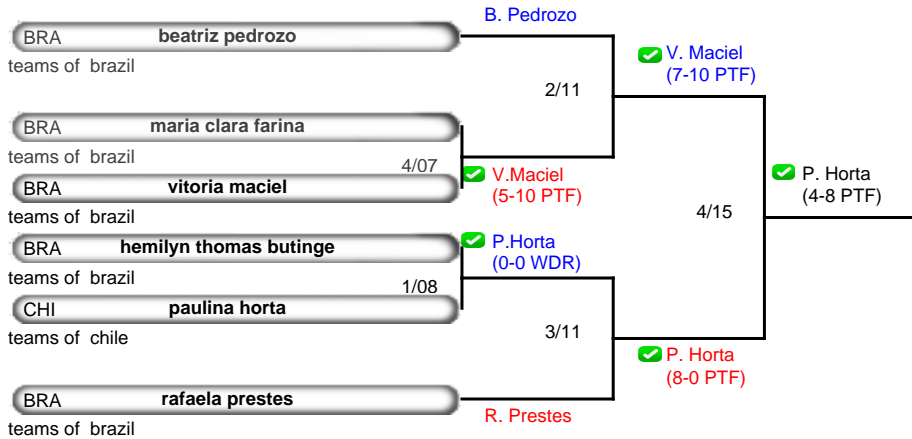 B. Pedrozo
BRA beatriz pedrozo
teams of brazil
V. Maciel
(7-10 PTF)
2/11
BRA maria clara farina
teams of brazil
4/07
BRA vitoria maciel
teams of brazil
V.Maciel
(5-10 PTF)
P. Horta
(4-8 PTF)
4/15
BRA hemilyn thomas butinge
teams of brazil
P.Horta
(0-0 WDR)
1/08
CHI paulina horta
teams of chile
3/11
P. Horta
(8-0 PTF)
BRA rafaela prestes
teams of brazil
R. Prestes